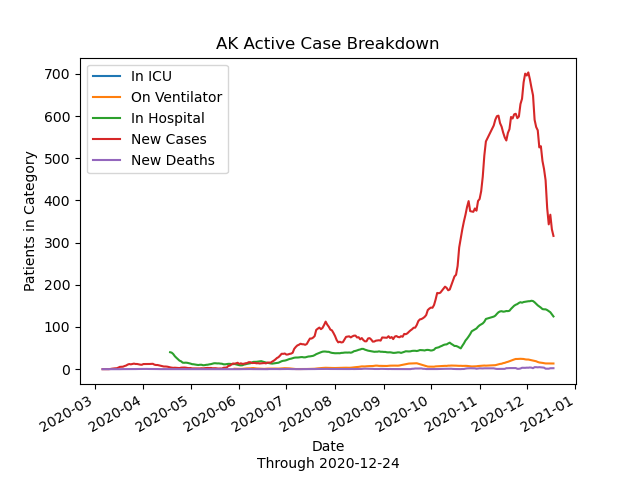 AK Active Case Breakdown
In ICU
On Ventilator
In Hospital
New Cases
New Deaths
Patients in Category
700
600
500
400
300
200
100
0
2020-03
2020-04
2020-05
2020-06
2020-07
2020-08
2020-09
2020-10
2020-11
2020-12
2021-01
Date
Through 2020-12-24